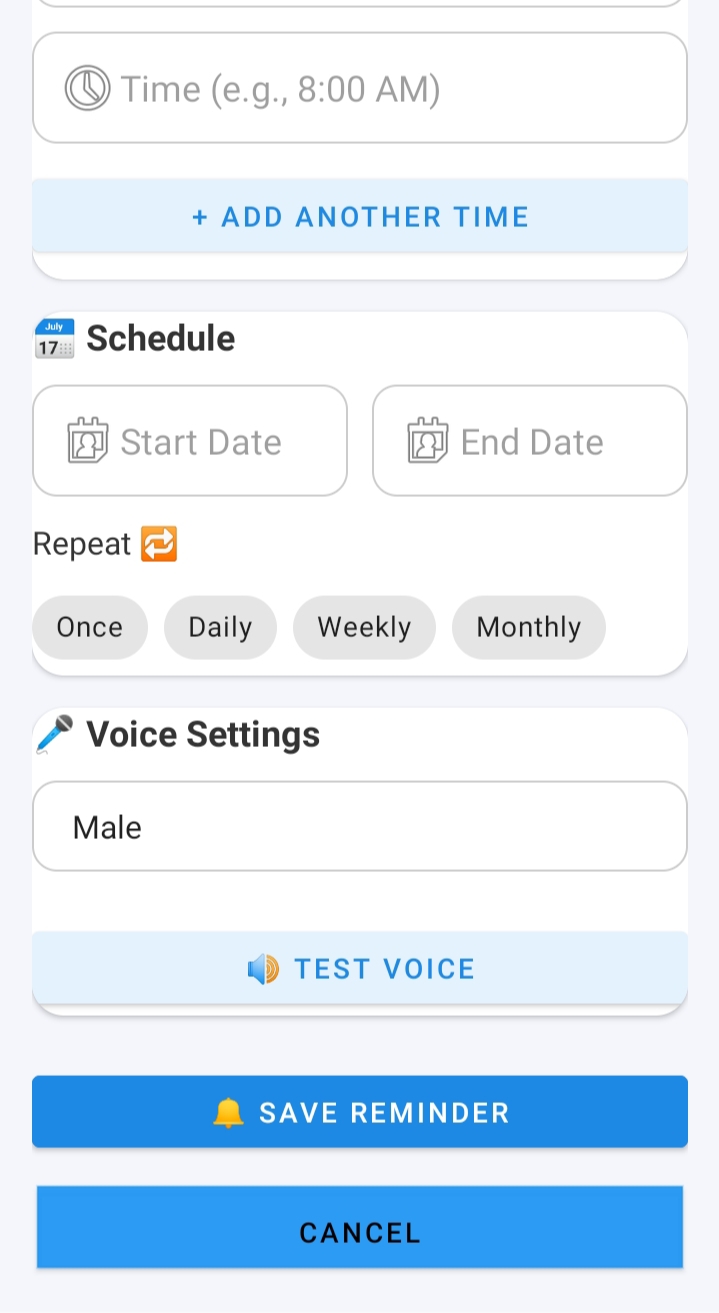 Time (e.g., 8:00 AM)
+ ADD ANOTHER TIME
July
17
Schedule
Start Date
End Date
Repeat
Once
Daily
Weekly
Monthly
Voice Settings
Male
TEST VOICE
SAVE REMINDER
CANCEL